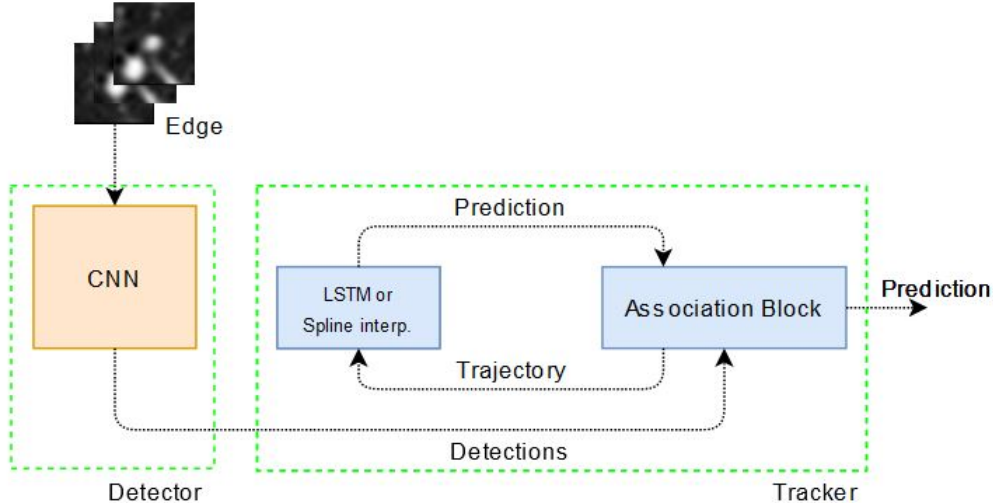 Edge
Prediction
CNN
LSTM or
Spline interp.
Association Block
Prediction
Trajectory
Detections
Detector
Tracker